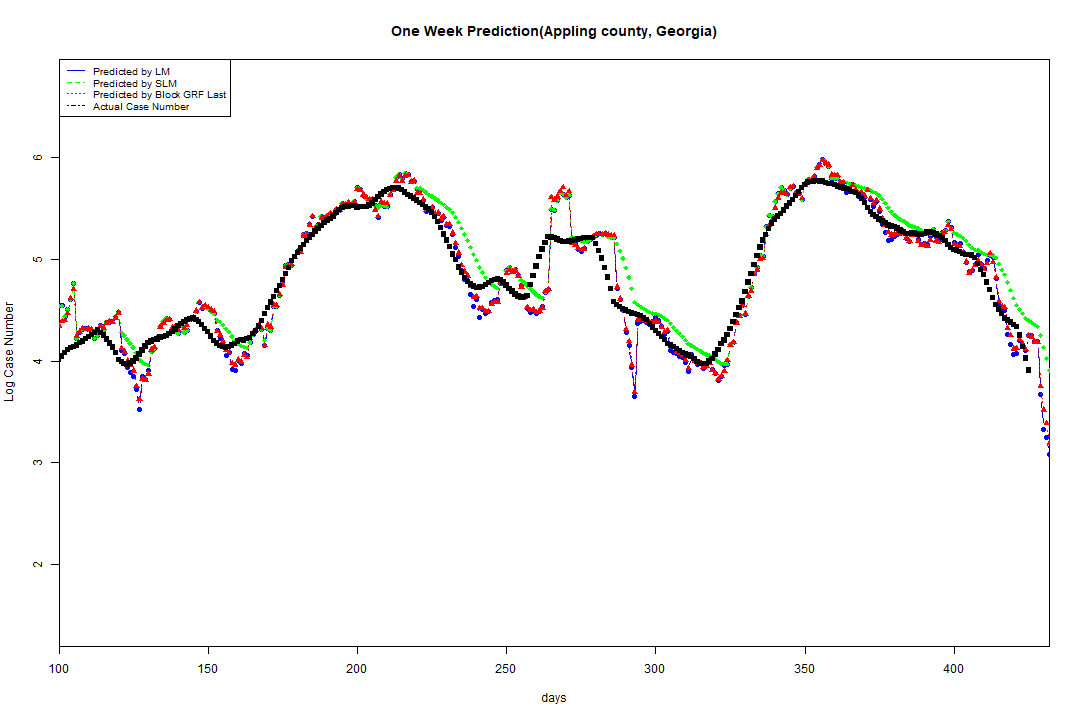 One Week Prediction(Appling county, Georgia)
Predicted by LM
Predicted by SLM
Predicted by Block GRF Last
Actual Case Number
Log Case Number
6
5
4
3
2
100 150 200 250 300 350 400
days